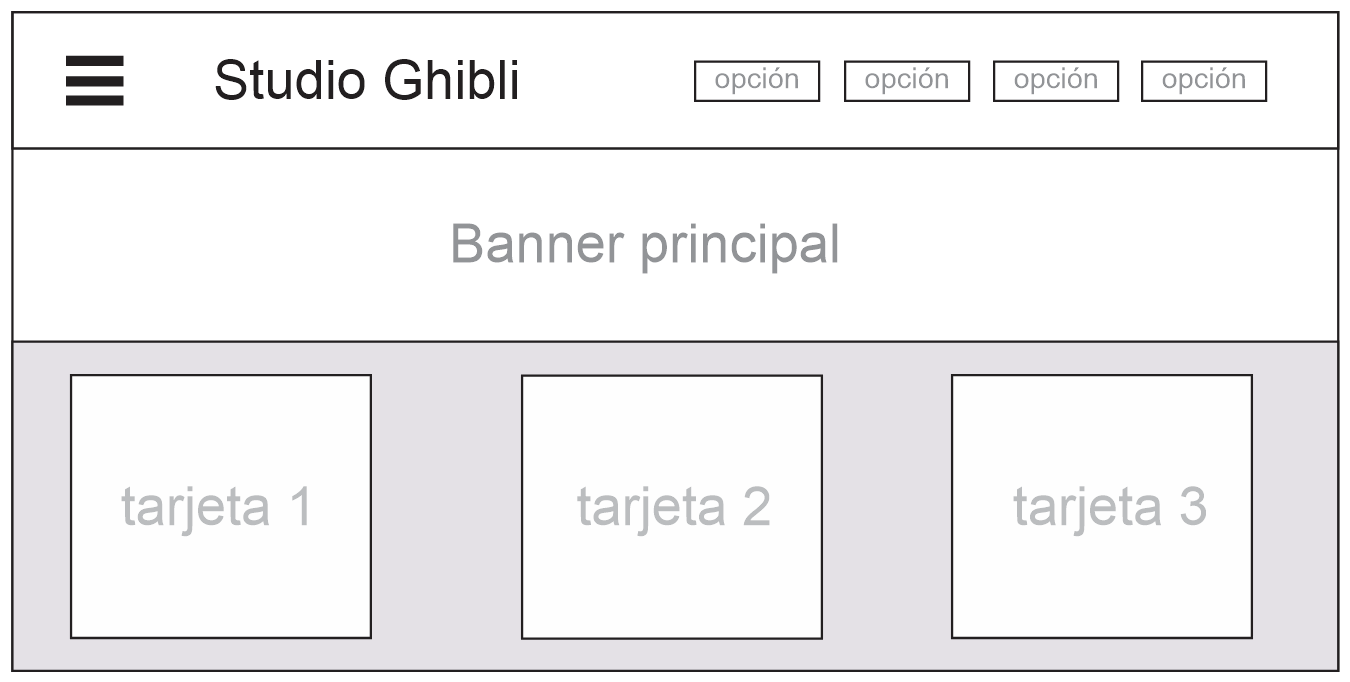 Studio Ghibli
opción opción opción opción
Banner principal
tarjeta 1 tarjeta 2 tarjeta 3